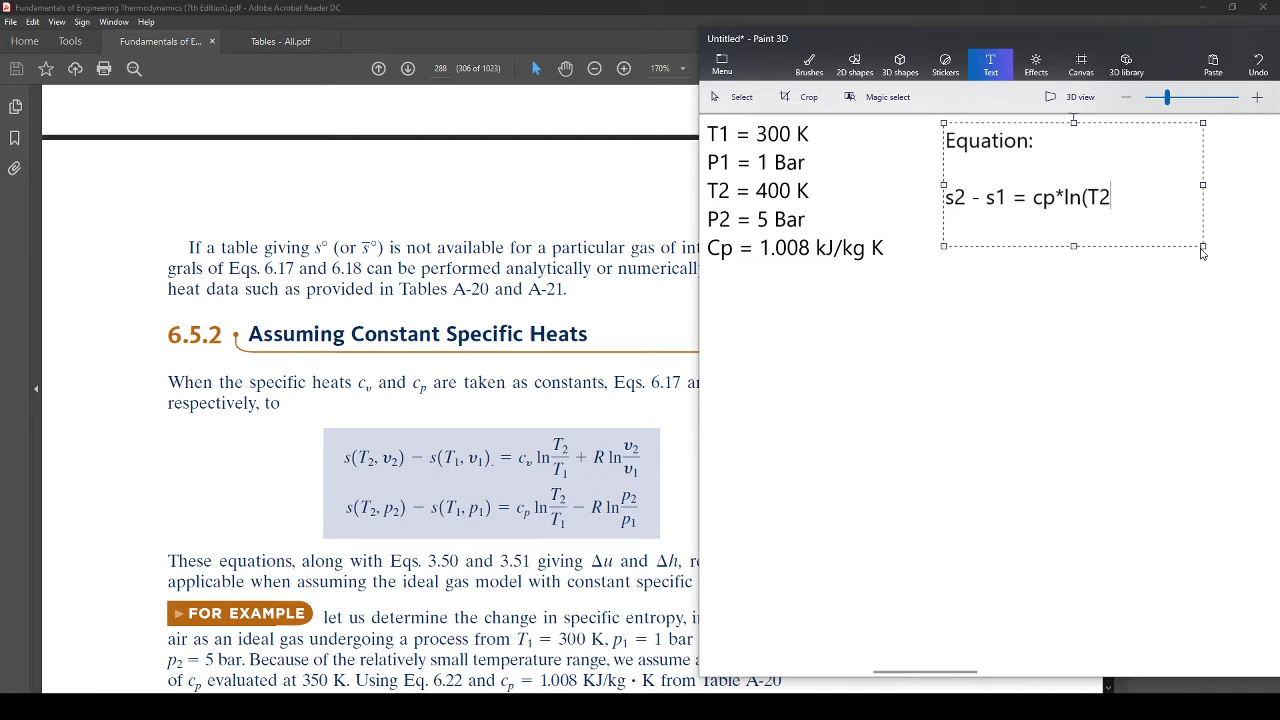 Fundamentals of Engineering Thermodynamics (7th Edition).pdf - Adobe Acrobat Reader DC
File Edit View Sign Window Help
Home Tools Fundamentals of E... × Tables - All.pdf
288 (306 of 1023) 170%
If a table giving s° (or s̅°) is not available for a particular gas of int
grals of Eqs. 6.17 and 6.18 can be performed analytically or numerically
heat data such as provided in Tables A-20 and A-21.
6.5.2 • Assuming Constant Specific Heats
When the specific heats cv and cp are taken as constants, Eqs. 6.17 an
respectively, to
s(T2, v2) − s(T1, v1). = cv ln T2/T1 + R ln v2/v1
s(T2, p2) − s(T1, p1) = cp ln T2/T1 − R ln p2/p1
These equations, along with Eqs. 3.50 and 3.51 giving Δu and Δh, re
applicable when assuming the ideal gas model with constant specific
▶ FOR EXAMPLE let us determine the change in specific entropy, in
air as an ideal gas undergoing a process from T1 = 300 K, p1 = 1 bar
p2 = 5 bar. Because of the relatively small temperature range, we assume a
of cp evaluated at 350 K. Using Eq. 6.22 and cp = 1.008 KJ/kg · K from Table A-20
Untitled* - Paint 3D
Menu Brushes 2D shapes 3D shapes Stickers Text Effects Canvas 3D library Paste Undo
Select Crop Magic select 3D view
T1 = 300 K
P1 = 1 Bar
T2 = 400 K
P2 = 5 Bar
Cp = 1.008 kJ/kg K
Equation:
s2 - s1 = cp*ln(T2